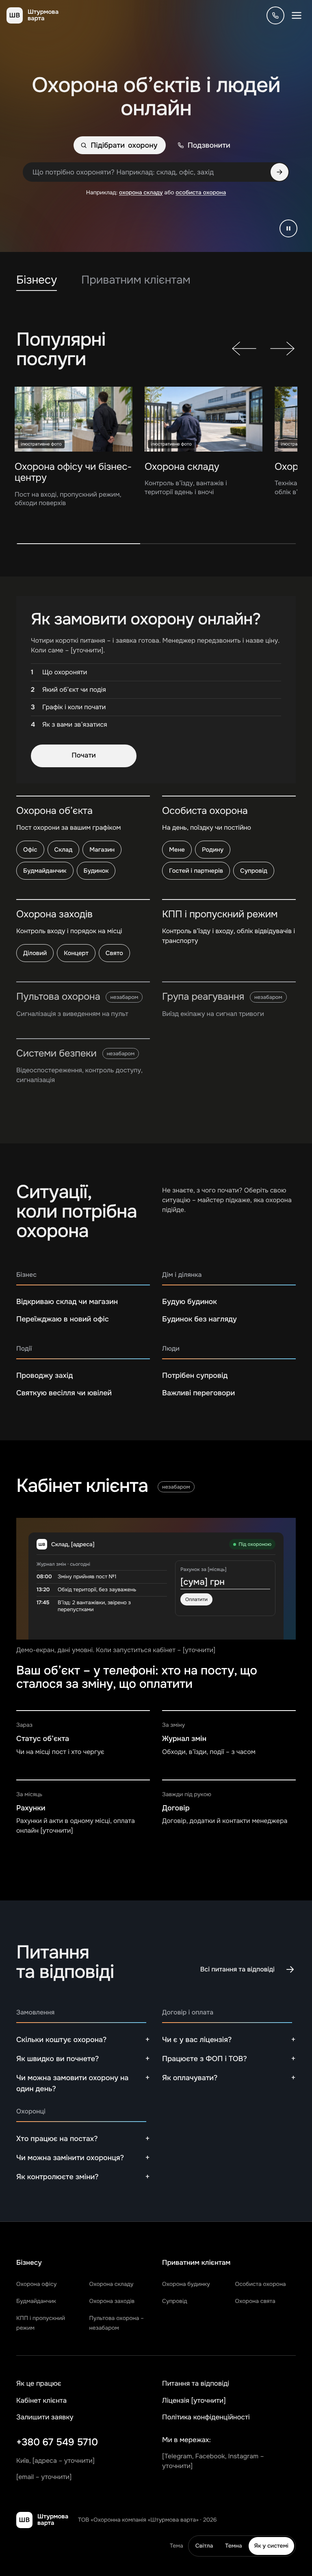 ШВ
Штурмова
варта
Охорона об’єктів і людей
онлайн
Підібрати охорону
Подзвонити
Що потрібно охороняти? Наприклад: склад, офіс, захід
Наприклад: охорона складу або особиста охорона
Бізнесу
Приватним клієнтам
Популярні
послуги
Ілюстративне фото
Ілюстративне фото
Ілюстра
Охорона офісу чи бізнес-
центру
Пост на вході, пропускний режим,
обходи поверхів
Охорона складу
Контроль в’їзду, вантажів і
території вдень і вночі
Охор
Техніка
облік в’
Як замовити охорону онлайн?
Чотири короткі питання – і заявка готова. Менеджер передзвонить і назве ціну.
Коли саме – [уточнити].
1 Що охороняти
2 Який об’єкт чи подія
3 Графік і коли почати
4 Як з вами зв’язатися
Почати
Охорона об’єкта
Пост охорони за вашим графіком
Офіс Склад Магазин
Будмайданчик Будинок
Особиста охорона
На день, поїздку чи постійно
Мене Родину
Гостей і партнерів Супровід
Охорона заходів
Контроль входу і порядок на місці
Діловий Концерт Свято
КПП і пропускний режим
Контроль в’їзду і входу, облік відвідувачів і
транспорту
Пультова охорона незабаром
Сигналізація з виведенням на пульт
Група реагування незабаром
Виїзд екіпажу на сигнал тривоги
Системи безпеки незабаром
Відеоспостереження, контроль доступу,
сигналізація
Ситуації,
коли потрібна
охорона
Не знаєте, з чого почати? Оберіть свою
ситуацію – майстер підкаже, яка охорона
підійде.
Бізнес
Відкриваю склад чи магазин
Переїжджаю в новий офіс
Дім і ділянка
Будую будинок
Будинок без нагляду
Події
Проводжу захід
Святкую весілля чи ювілей
Люди
Потрібен супровід
Важливі переговори
Кабінет клієнта незабаром
ШВ Склад, [адреса]
Під охороною
Журнал змін · сьогодні
08:00 Зміну прийняв пост №1
13:20 Обхід території, без зауважень
17:45 В’їзд: 2 вантажівки, звірено з
перепустками
Рахунок за [місяць]
[сума] грн
Оплатити
Демо-екран, дані умовні. Коли запуститься кабінет – [уточнити]
Ваш об’єкт – у телефоні: хто на посту, що
сталося за зміну, що оплатити
Зараз
Статус об’єкта
Чи на місці пост і хто чергує
За зміну
Журнал змін
Обходи, в’їзди, події – з часом
За місяць
Рахунки
Рахунки й акти в одному місці, оплата
онлайн [уточнити]
Завжди під рукою
Договір
Договір, додатки й контакти менеджера
Питання
та відповіді
Всі питання та відповіді
Замовлення
Скільки коштує охорона? +
Як швидко ви почнете? +
Чи можна замовити охорону на +
один день?
Договір і оплата
Чи є у вас ліцензія? +
Працюєте з ФОП і ТОВ? +
Як оплачувати? +
Охоронці
Хто працює на постах? +
Чи можна замінити охоронця? +
Як контролюєте зміни? +
Бізнесу
Охорона офісу
Охорона складу
Будмайданчик
Охорона заходів
КПП і пропускний
режим
Пультова охорона –
незабаром
Приватним клієнтам
Охорона будинку
Особиста охорона
Супровід
Охорона свята
Як це працює
Кабінет клієнта
Залишити заявку
Питання та відповіді
Ліцензія [уточнити]
Політика конфіденційності
+380 67 549 5710
Київ, [адреса – уточнити]
[email – уточнити]
Ми в мережах:
[Telegram, Facebook, Instagram –
уточнити]
ШВ
Штурмова
варта
ТОВ «Охоронна компанія «Штурмова варта» · 2026
Тема Світла Темна Як у системі